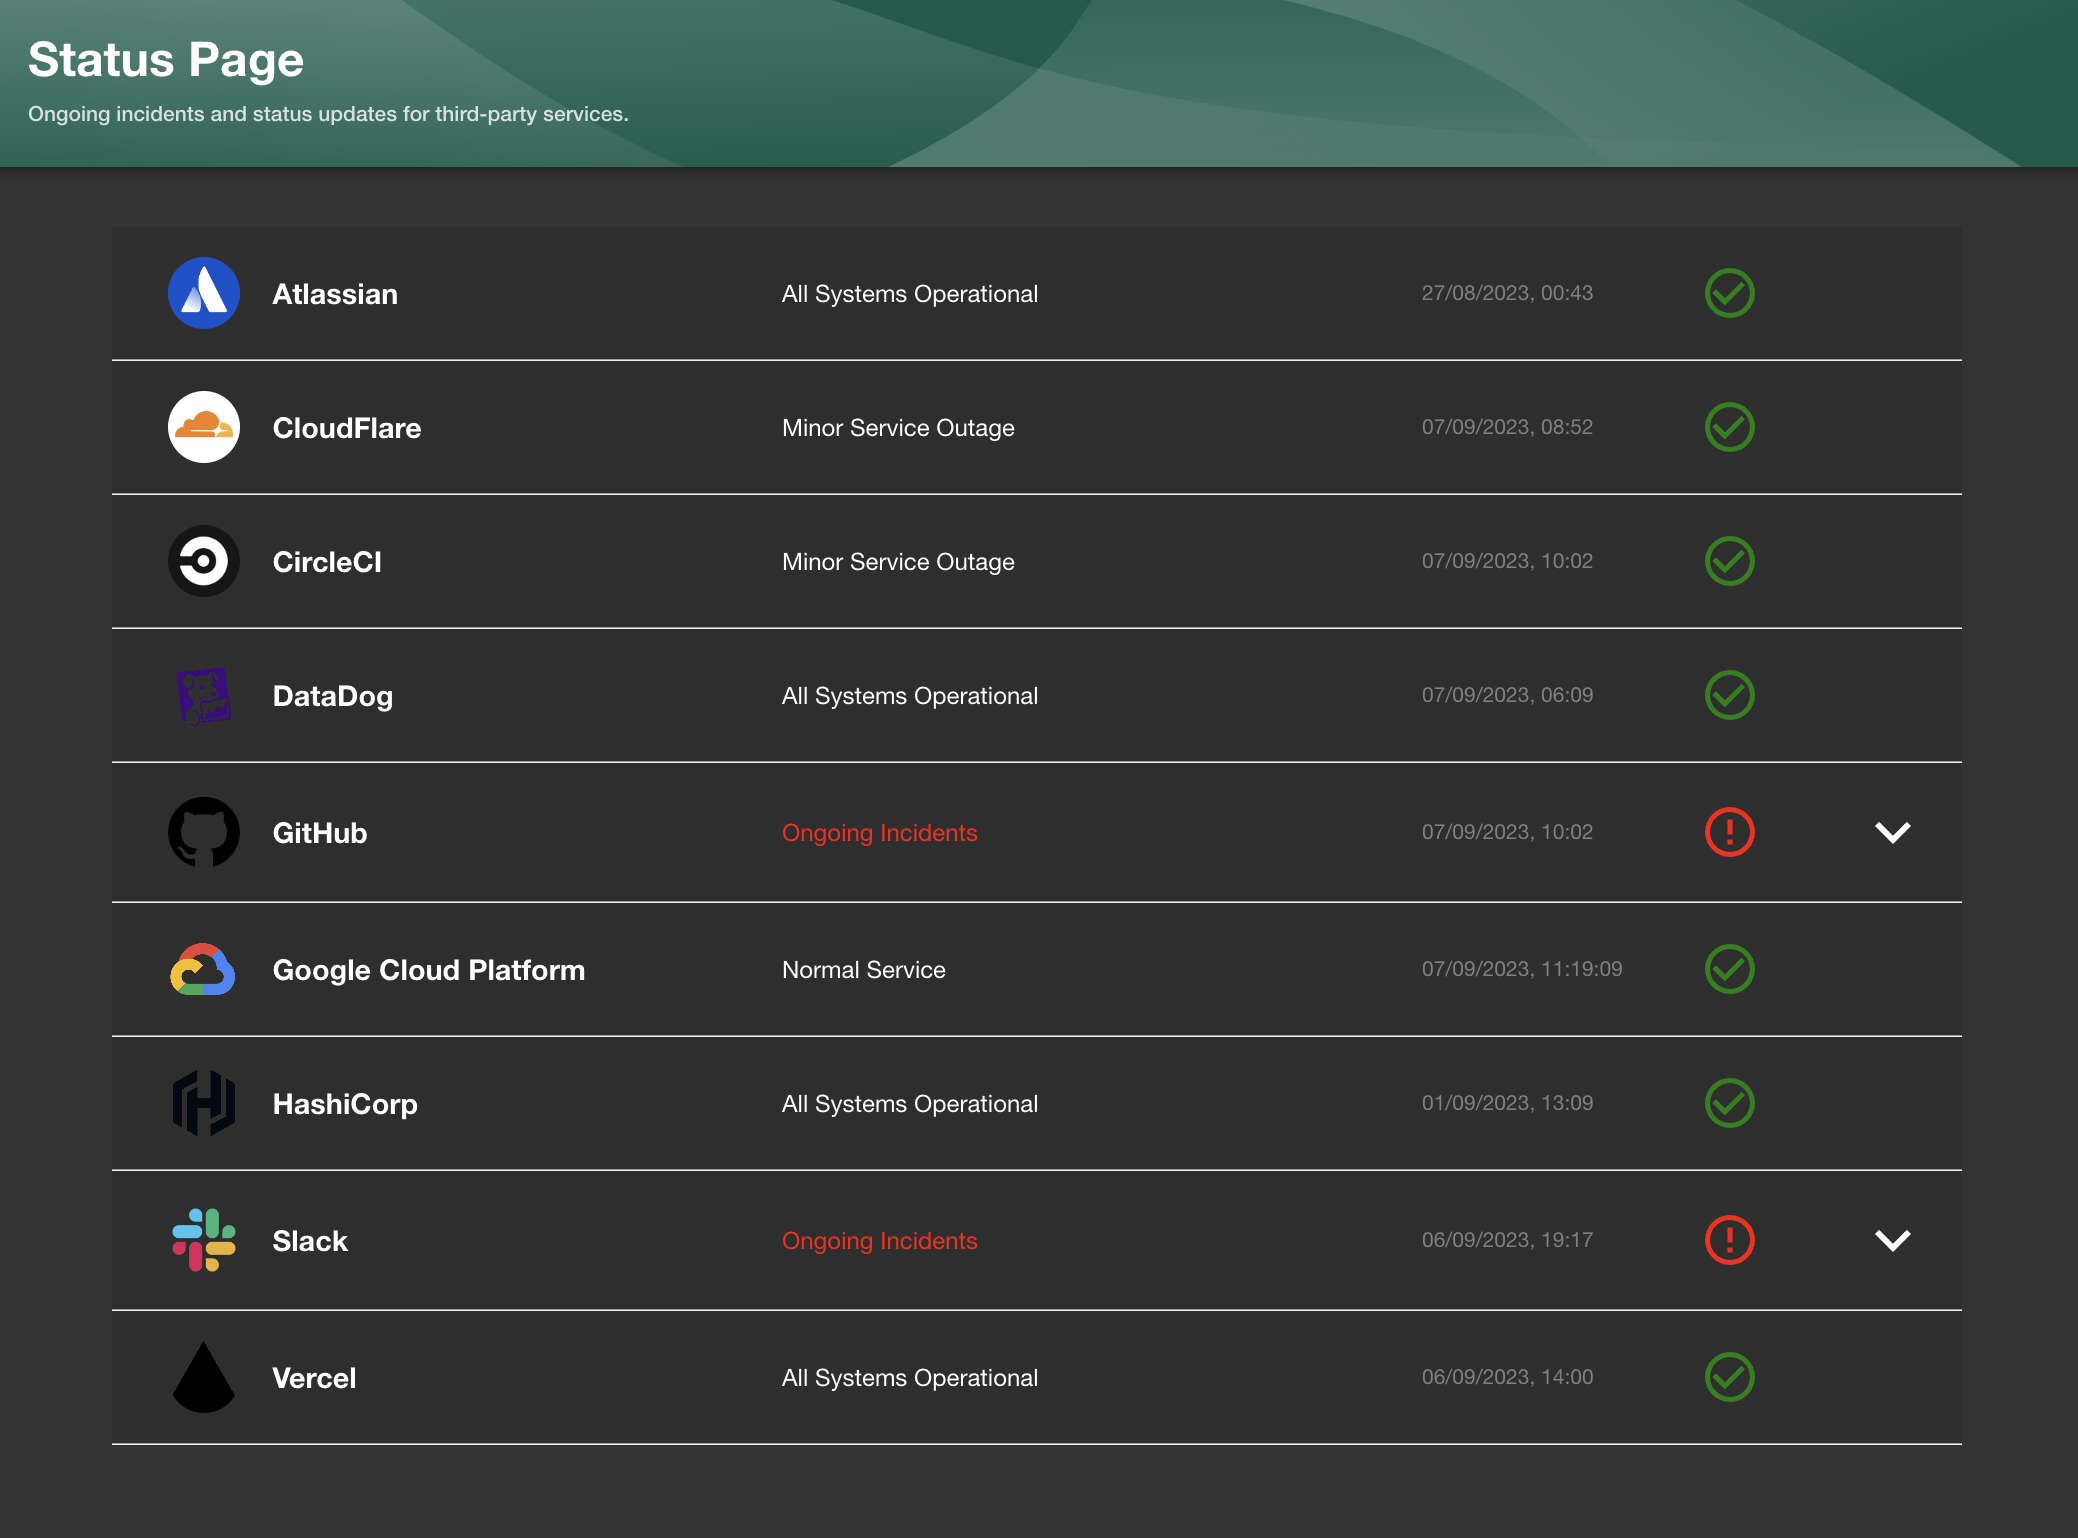 Status Page
Ongoing incidents and status updates for third-party services.
Atlassian All Systems Operational 27/08/2023, 00:43
CloudFlare Minor Service Outage 07/09/2023, 08:52
CircleCI Minor Service Outage 07/09/2023, 10:02
DataDog All Systems Operational 07/09/2023, 06:09
GitHub Ongoing Incidents 07/09/2023, 10:02
Google Cloud Platform Normal Service 07/09/2023, 11:19:09
HashiCorp All Systems Operational 01/09/2023, 13:09
Slack Ongoing Incidents 06/09/2023, 19:17
Vercel All Systems Operational 06/09/2023, 14:00